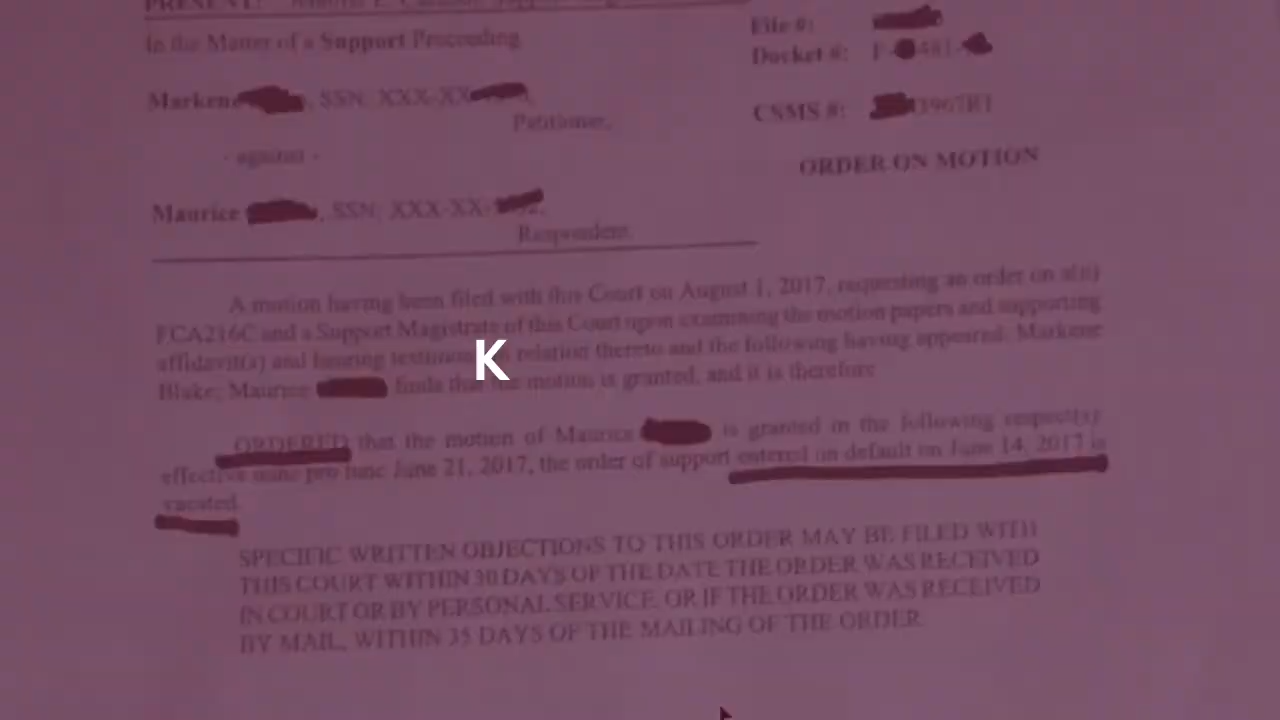 PRESENT:
In the Matter of a Support Proceeding
File #:
Docket #:
Markene , SSN: XXX-XX-
Petitioner,
CSMS #:
- against -
ORDER ON MOTION
Maurice , SSN: XXX-XX-
Respondent.
A motion having been filed with this Court on August 1, 2017, requesting an order on a(n)
FCA216C and a Support Magistrate of this Court upon examining the motion papers and supporting
affidavit(s) and hearing testimony in relation thereto and the following having appeared: Markene
K
Blake; Maurice finds that the motion is granted, and it is therefore
ORDERED that the motion of Maurice is granted in the following respect(s):
effective nunc pro tunc June 21, 2017, the order of support entered on default on June 14, 2017 is
vacated.
SPECIFIC WRITTEN OBJECTIONS TO THIS ORDER MAY BE FILED WITH
THIS COURT WITHIN 30 DAYS OF THE DATE THE ORDER WAS RECEIVED
IN COURT OR BY PERSONAL SERVICE, OR IF THE ORDER WAS RECEIVED
BY MAIL, WITHIN 35 DAYS OF THE MAILING OF THE ORDER.